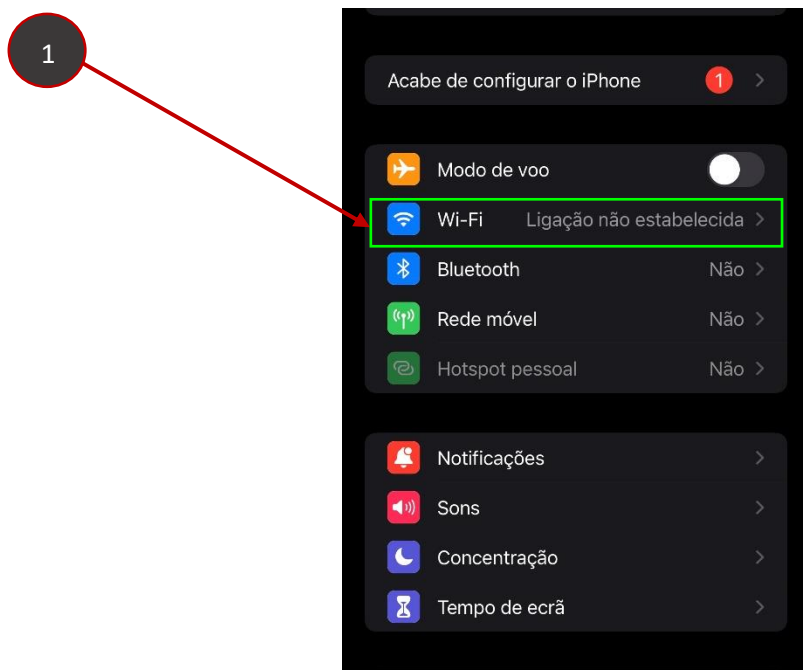 1
Acabe de configurar o iPhone 1
Modo de voo
Wi-Fi Ligação não estabelecida
Bluetooth Não
Rede móvel Não
Hotspot pessoal Não
Notificações
Sons
Concentração
Tempo de ecrã